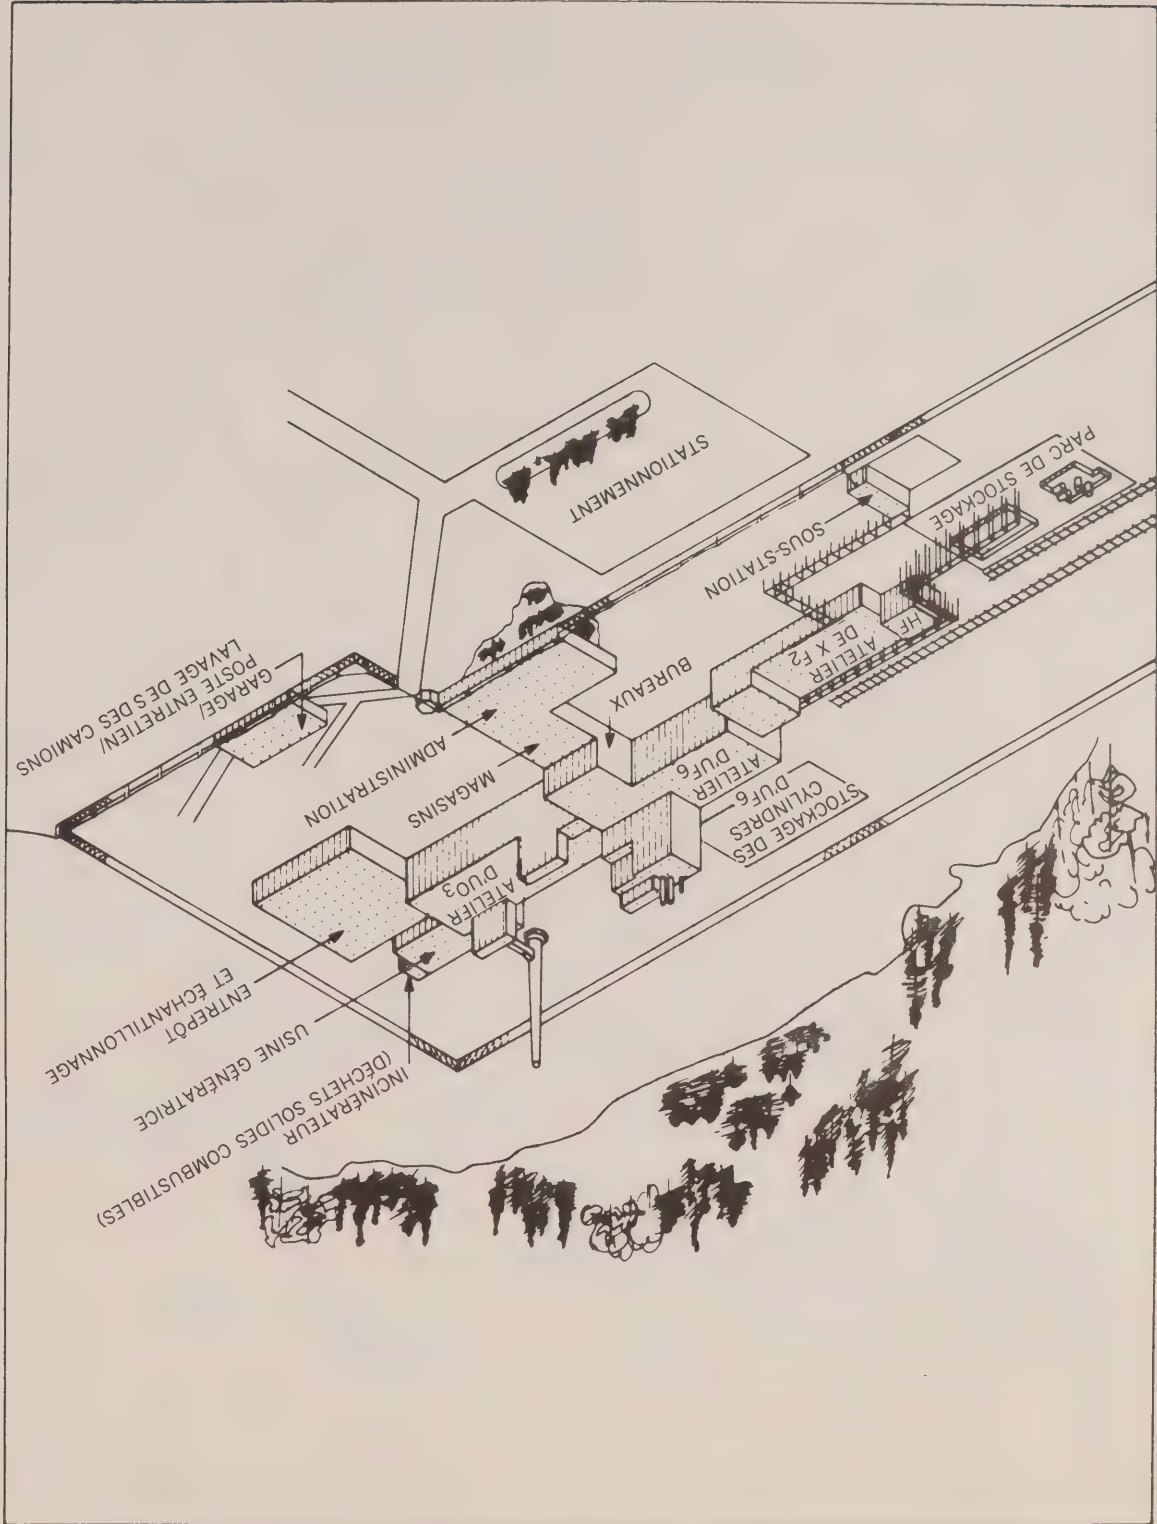 INCINÉRATEUR
(DÉCHETS SOLIDES COMBUSTIBLES)
USINE GÉNÉRATRICE
ENTREPÔT
ET ÉCHANTILLONNAGE
ATELIER
D'UO3
STOCKAGE DES
CYLINDRES
D'UF6
ATELIER
D'UF6
MAGASINS
ADMINISTRATION
GARAGE/
POSTE ENTRETIEN/
LAVAGE DES DES CAMIONS
BUREAUX
HF
ATELIER
DE X F2
SOUS-STATION
PARC DE STOCKAGE
STATIONNEMENT